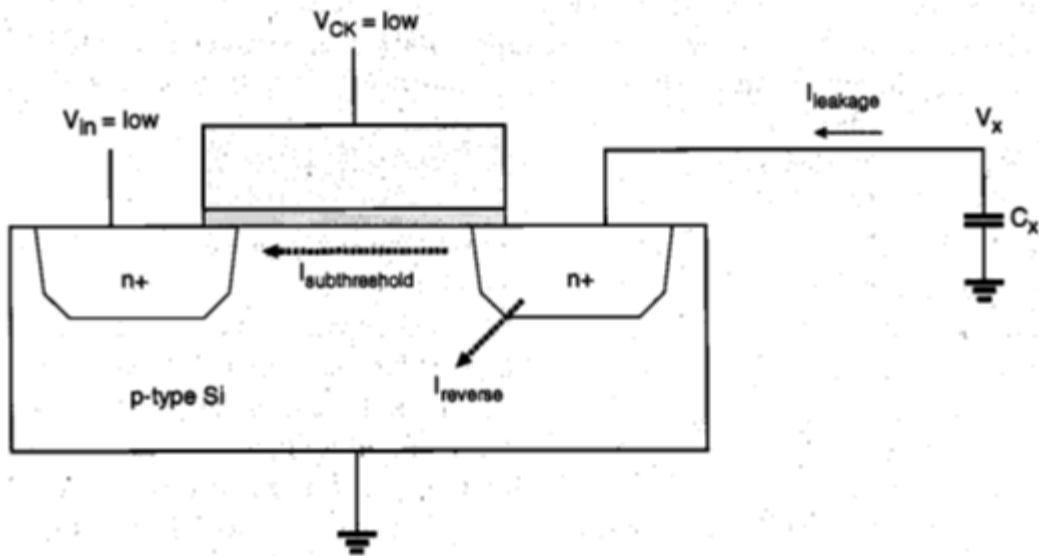 V_CK = low
V_in = low
I_leakage
V_x
C_x
I_subthreshold
n+
n+
I_reverse
p-type Si